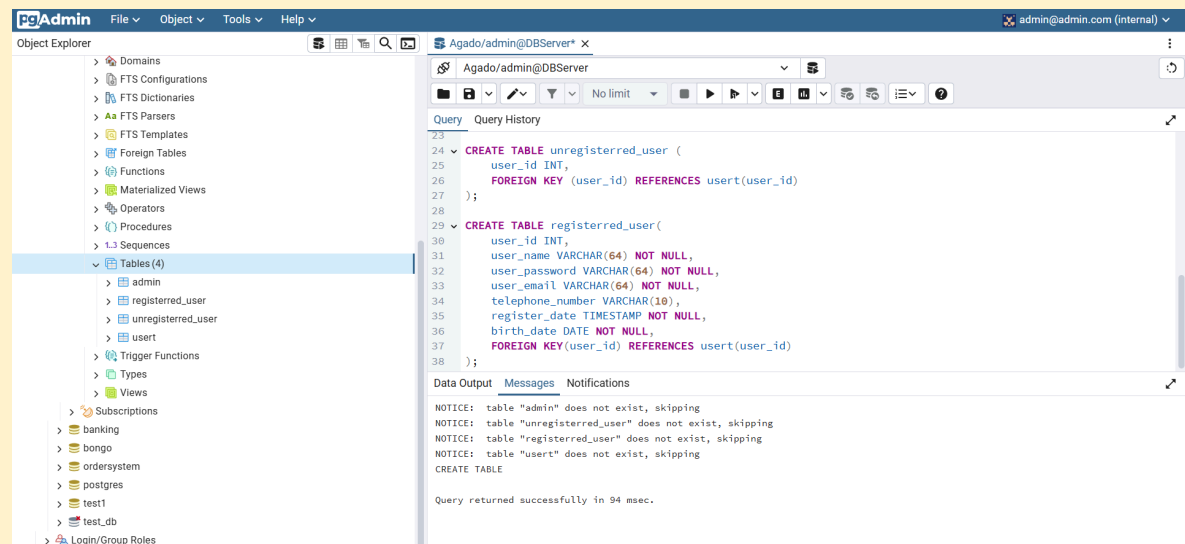 pgAdmin File Object Tools Help admin@admin.com (internal)
Object Explorer
Agado/admin@DBServer*
Domains
FTS Configurations
FTS Dictionaries
Aa FTS Parsers
FTS Templates
Foreign Tables
Functions
Materialized Views
Operators
Procedures
1..3 Sequences
Tables (4)
admin
registerred_user
unregisterred_user
usert
Trigger Functions
Types
Views
Subscriptions
banking
bongo
ordersystem
postgres
test1
test_db
Login/Group Roles
Agado/admin@DBServer
No limit
Query Query History
23
24 CREATE TABLE unregisterred_user (
25 user_id INT,
26 FOREIGN KEY (user_id) REFERENCES usert(user_id)
27 );
28
29 CREATE TABLE registerred_user(
30 user_id INT,
31 user_name VARCHAR(64) NOT NULL,
32 user_password VARCHAR(64) NOT NULL,
33 user_email VARCHAR(64) NOT NULL,
34 telephone_number VARCHAR(10),
35 register_date TIMESTAMP NOT NULL,
36 birth_date DATE NOT NULL,
37 FOREIGN KEY(user_id) REFERENCES usert(user_id)
38 );
Data Output Messages Notifications
NOTICE: table "admin" does not exist, skipping
NOTICE: table "unregisterred_user" does not exist, skipping
NOTICE: table "registerred_user" does not exist, skipping
NOTICE: table "usert" does not exist, skipping
CREATE TABLE
Query returned successfully in 94 msec.